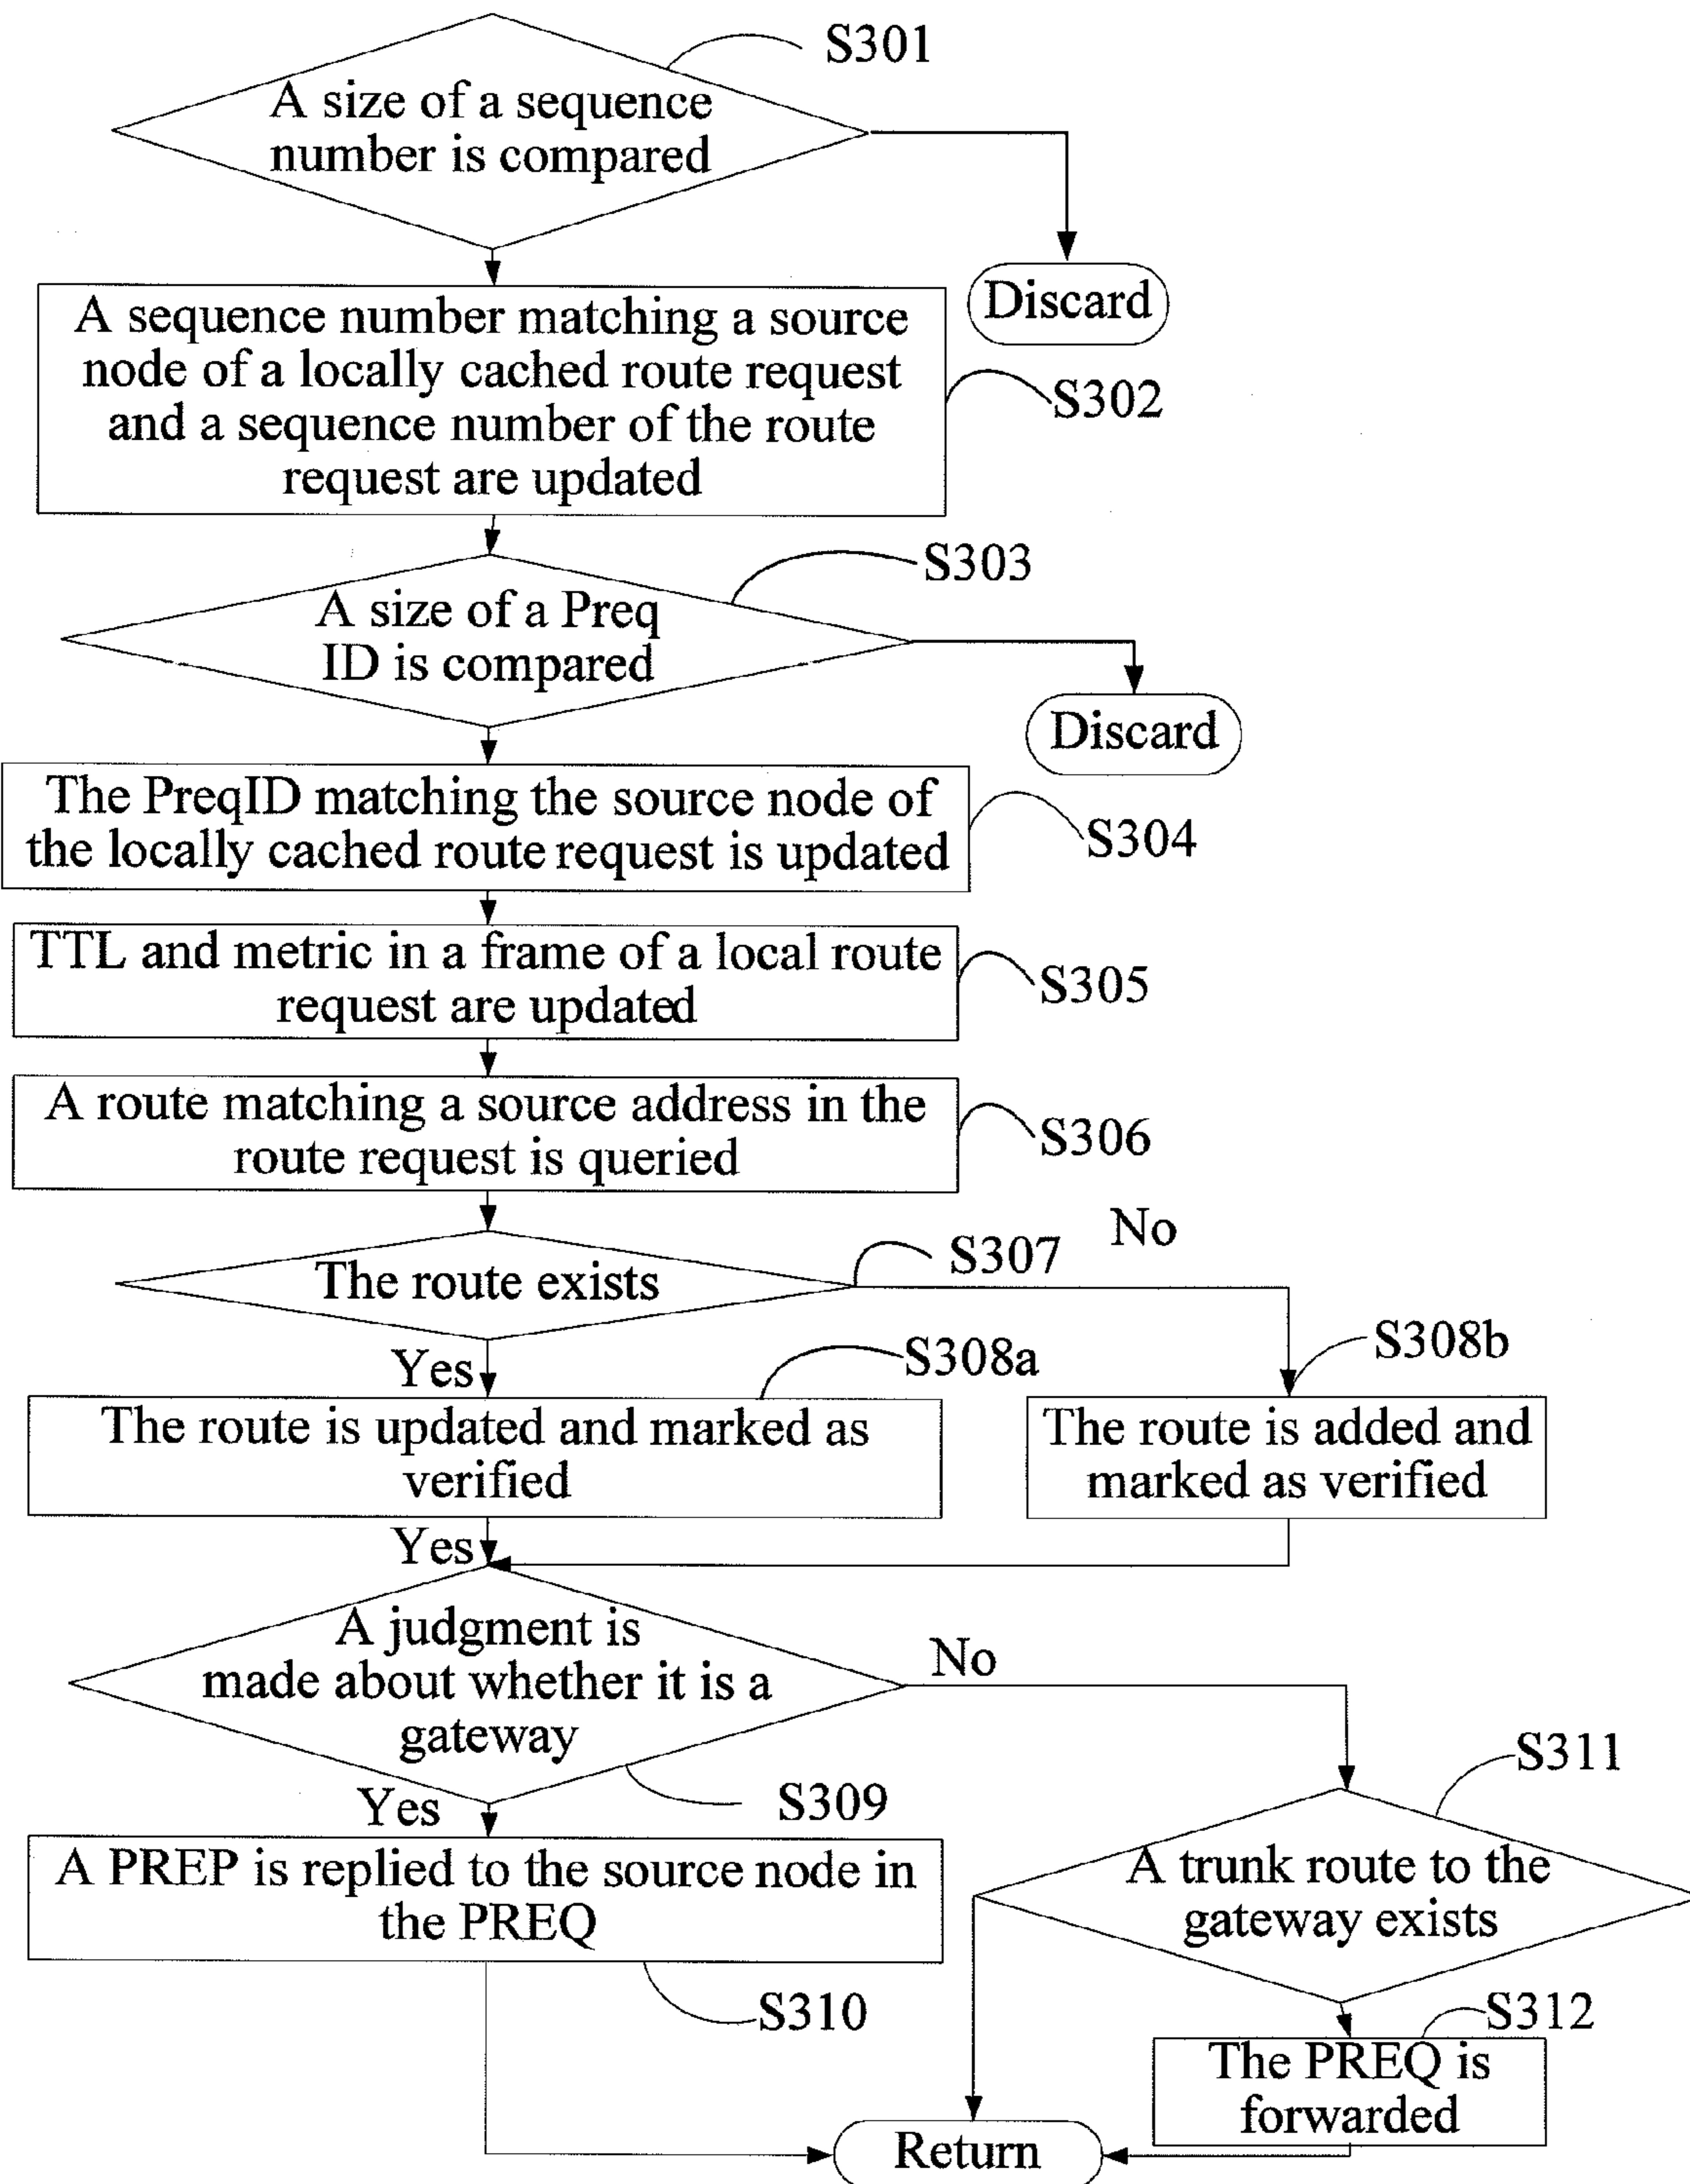 S301
A size of a sequence
number is compared
Discard
A sequence number matching a source
node of a locally cached route request
and a sequence number of the route
request are updated
S302
S303
A size of a Preq
ID is compared
Discard
The PreqID matching the source node of
the locally cached route request is updated
S304
TTL and metric in a frame of a local route
request are updated
S305
A route matching a source address in the
route request is queried
S306
No
S307
The route exists
Yes
S308a
S308b
The route is updated and marked as
verified
The route is added and
marked as verified
Yes
A judgment is
made about whether it is a
gateway
No
S309
Yes
S311
A PREP is replied to the source node in
the PREQ
S310
A trunk route to the
gateway exists
S312
The PREQ is
forwarded
Return